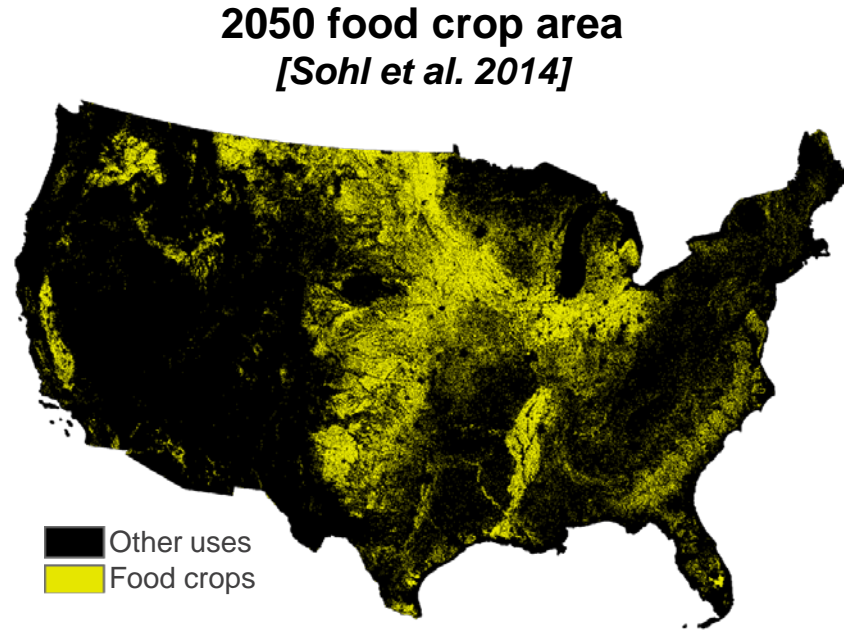 2050 food crop area
[Sohl et al. 2014]
Other uses
Food crops